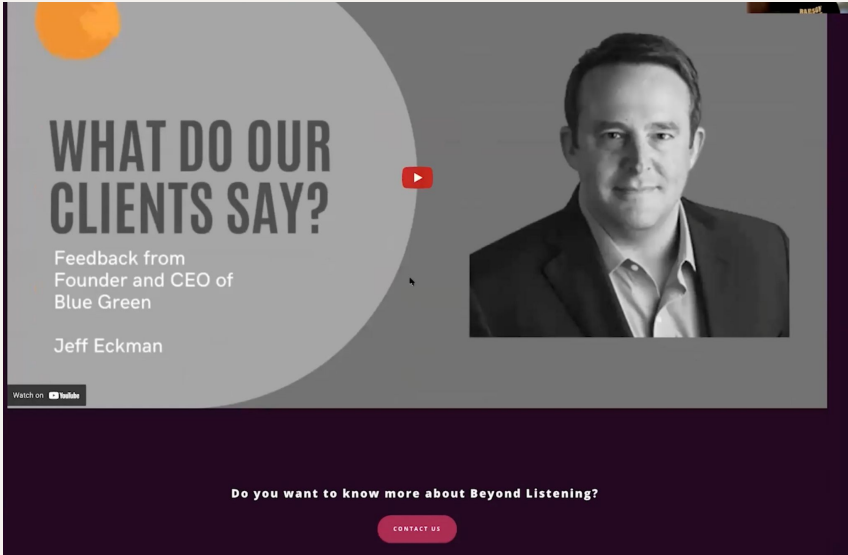 WHAT DO OUR
CLIENTS SAY?
Feedback from
Founder and CEO of
Blue Green
Jeff Eckman
Watch on YouTube
Do you want to know more about Beyond Listening?
CONTACT US